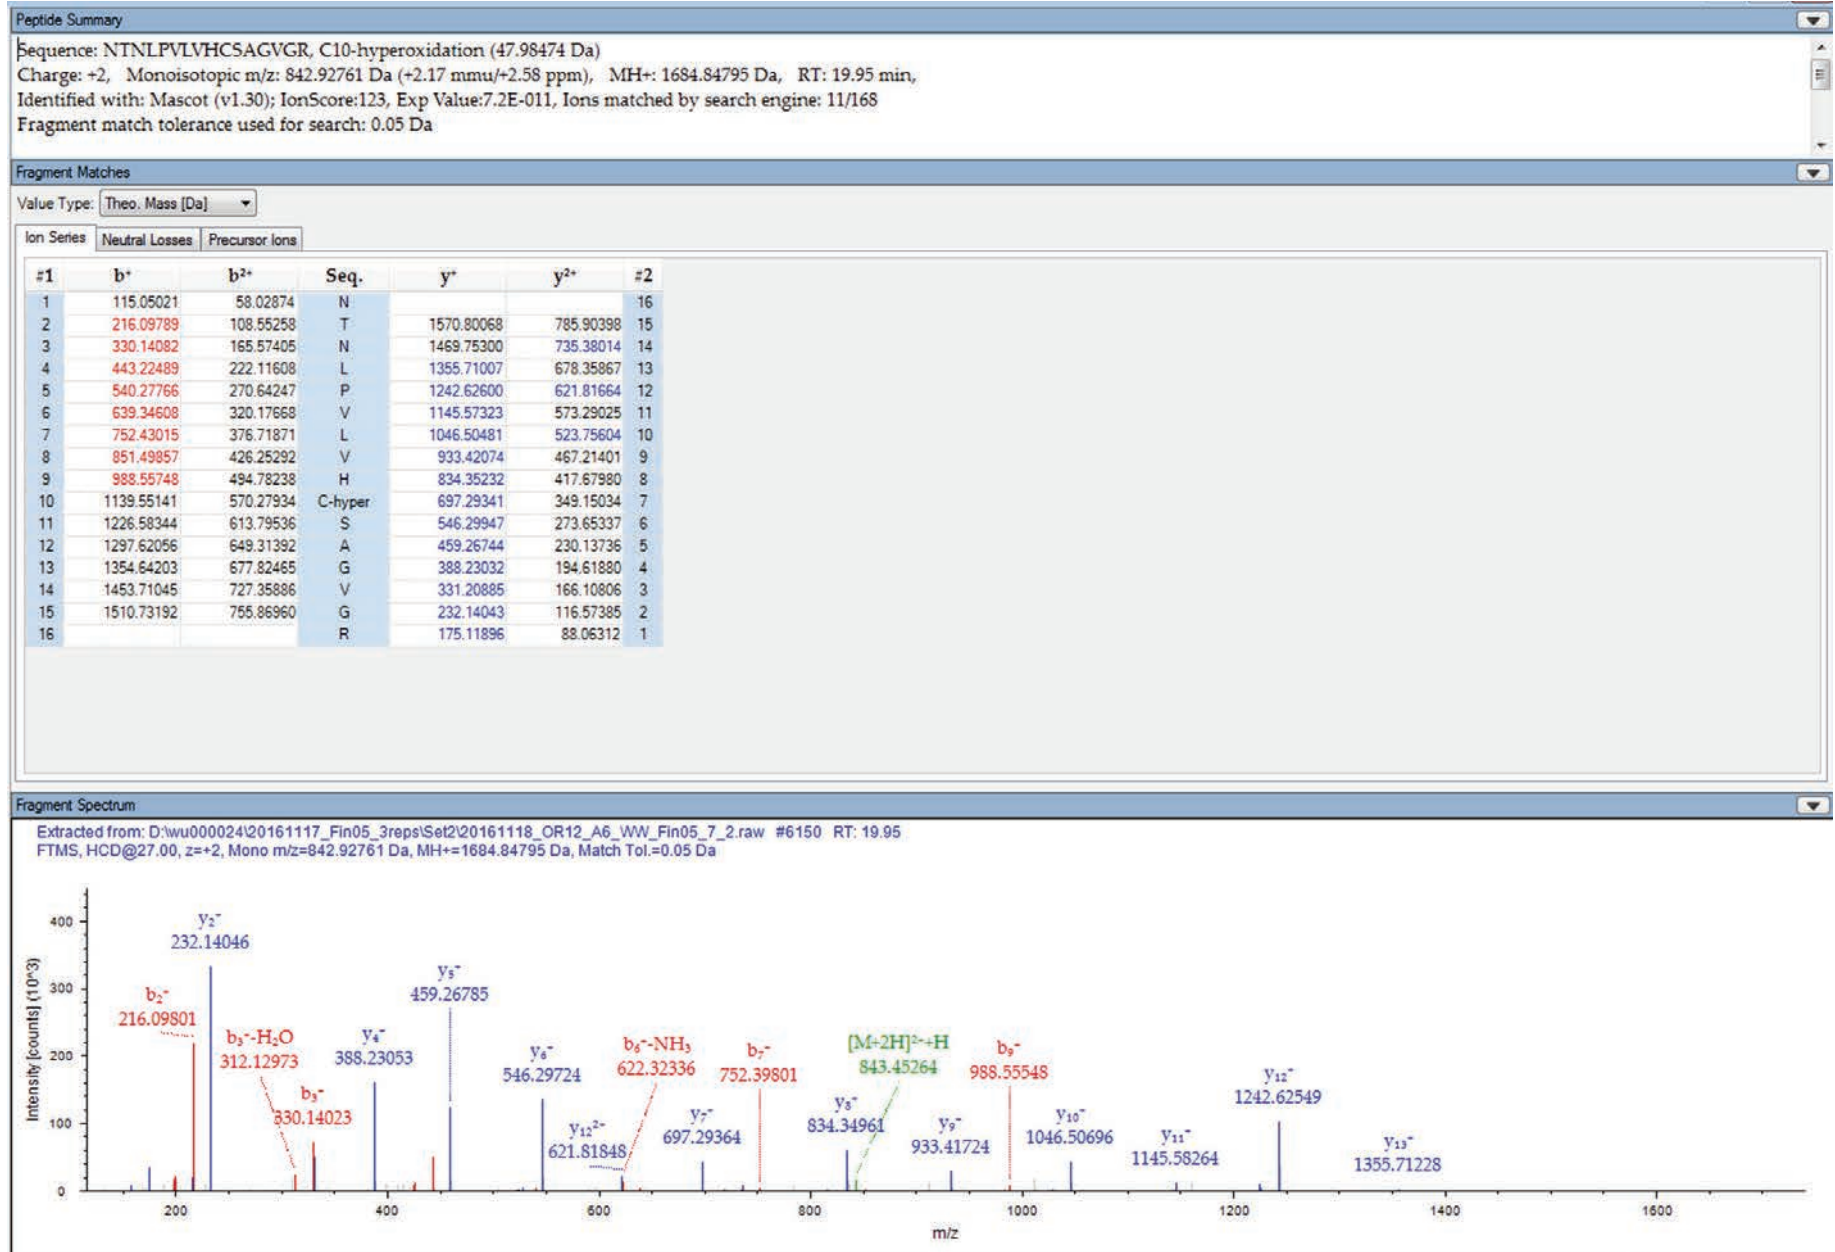 Peptide Summary
Sequence: NTNLPVLVHCSAGVGR, C10-hyperoxidation (47.98474 Da)
Charge: +2, Monoisotopic m/z: 842.92761 Da (+2.17 mmu/+2.58 ppm), MH+: 1684.84795 Da, RT: 19.95 min,
Identified with: Mascot (v1.30); IonScore:123, Exp Value:7.2E-011, Ions matched by search engine: 11/168
Fragment match tolerance used for search: 0.05 Da
Fragment Matches
Value Type: Theo. Mass [Da]
Ion Series Neutral Losses Precursor Ions
#1 b⁺ b²⁺ Seq. y⁺ y²⁺ #2
1 115.05021 58.02874 N 16
2 216.09789 108.55258 T 1570.80068 785.90398 15
3 330.14082 165.57405 N 1469.75300 735.38014 14
4 443.22489 222.11608 L 1355.71007 678.35867 13
5 540.27766 270.64247 P 1242.62600 621.81664 12
6 639.34608 320.17668 V 1145.57323 573.29025 11
7 752.43015 376.71871 L 1046.50481 523.75604 10
8 851.49857 426.25292 V 933.42074 467.21401 9
9 988.55748 494.78238 H 834.35232 417.67980 8
10 1139.55141 570.27934 C-hyper 697.29341 349.15034 7
11 1226.58344 613.79536 S 546.29947 273.65337 6
12 1297.62056 649.31392 A 459.26744 230.13736 5
13 1354.64203 677.82465 G 388.23032 194.61880 4
14 1453.71045 727.35886 V 331.20885 166.10806 3
15 1510.73192 755.86960 G 232.14043 116.57385 2
16 R 175.11896 88.06312 1
Fragment Spectrum
Extracted from: D:\wu000024\20161117_Fin05_3reps\Set2\20161118_OR12_A6_WW_Fin05_7_2.raw #6150 RT: 19.95
FTMS, HCD@27.00, z=+2, Mono m/z=842.92761 Da, MH+=1684.84795 Da, Match Tol.=0.05 Da
Intensity [counts] (10^3)
400
300
200
100
0
b₂⁺
216.09801
y₂⁺
232.14046
b₃⁺-H₂O
312.12973
b₃⁺
330.14023
y₄⁺
388.23053
y₅⁺
459.26785
y₆⁺
546.29724
y₁₂²⁺
621.81848
b₆⁺-NH₃
622.32336
y₇⁺
697.29364
b₇⁺
752.39801
y₈⁺
834.34961
[M+2H]²⁺+H
843.45264
y₉⁺
933.41724
b₉⁺
988.55548
y₁₀⁺
1046.50696
y₁₁⁺
1145.58264
y₁₂⁺
1242.62549
y₁₃⁺
1355.71228
200 400 600 800 1000 1200 1400 1600
m/z